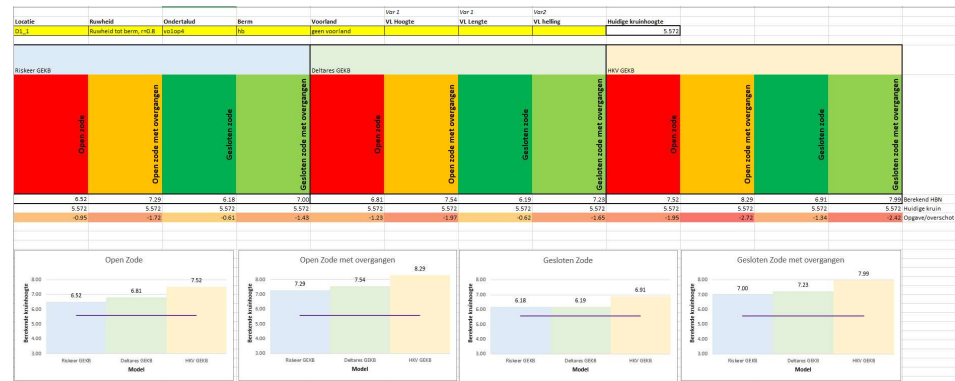 Var 1 Var 1 Var2
Locatie Ruwheid Ondertalud Berm Voorland VL Hoogte VL Lengte VL helling Huidige kruinhoogte
D1_1 Ruwheid tot berm, r=0.8 vo1op4 hb geen voorland 5.572
Riskeer GEKB Deltares GEKB HKV GEKB
Open zode Open zode met overgangen Gesloten zode Gesloten zode met overgangen Open zode Open zode met overgangen Gesloten zode Gesloten zode met overgangen Open zode Open zode met overgangen Gesloten zode Gesloten zode met overgangen
6.52 7.29 6.18 7.00 6.81 7.54 6.19 7.23 7.52 8.29 6.91 7.99 Berekend HBN
5.572 5.572 5.572 5.572 5.572 5.572 5.572 5.572 5.572 5.572 5.572 5.572 Huidige kruin
-0.95 -1.72 -0.61 -1.43 -1.23 -1.97 -0.62 -1.65 -1.95 -2.72 -1.34 -2.42 Opgave/overschot
Open Zode
Berekende kruinhoogte
8.00
7.00
6.00
5.00
4.00
3.00
6.52 6.81 7.52
Riskeer GEKB Deltares GEKB HKV GEKB
Model
Open Zode met overgangen
Berekende kruinhoogte
8.00
7.00
6.00
5.00
4.00
3.00
7.29 7.54 8.29
Riskeer GEKB Deltares GEKB HKV GEKB
Model
Gesloten Zode
Berekende kruinhoogte
8.00
7.00
6.00
5.00
4.00
3.00
6.18 6.19 6.91
Riskeer GEKB Deltares GEKB HKV GEKB
Model
Gesloten Zode met overgangen
Berekende kruinhoogte
8.00
7.00
6.00
5.00
4.00
3.00
7.00 7.23 7.99
Riskeer GEKB Deltares GEKB HKV GEKB
Model